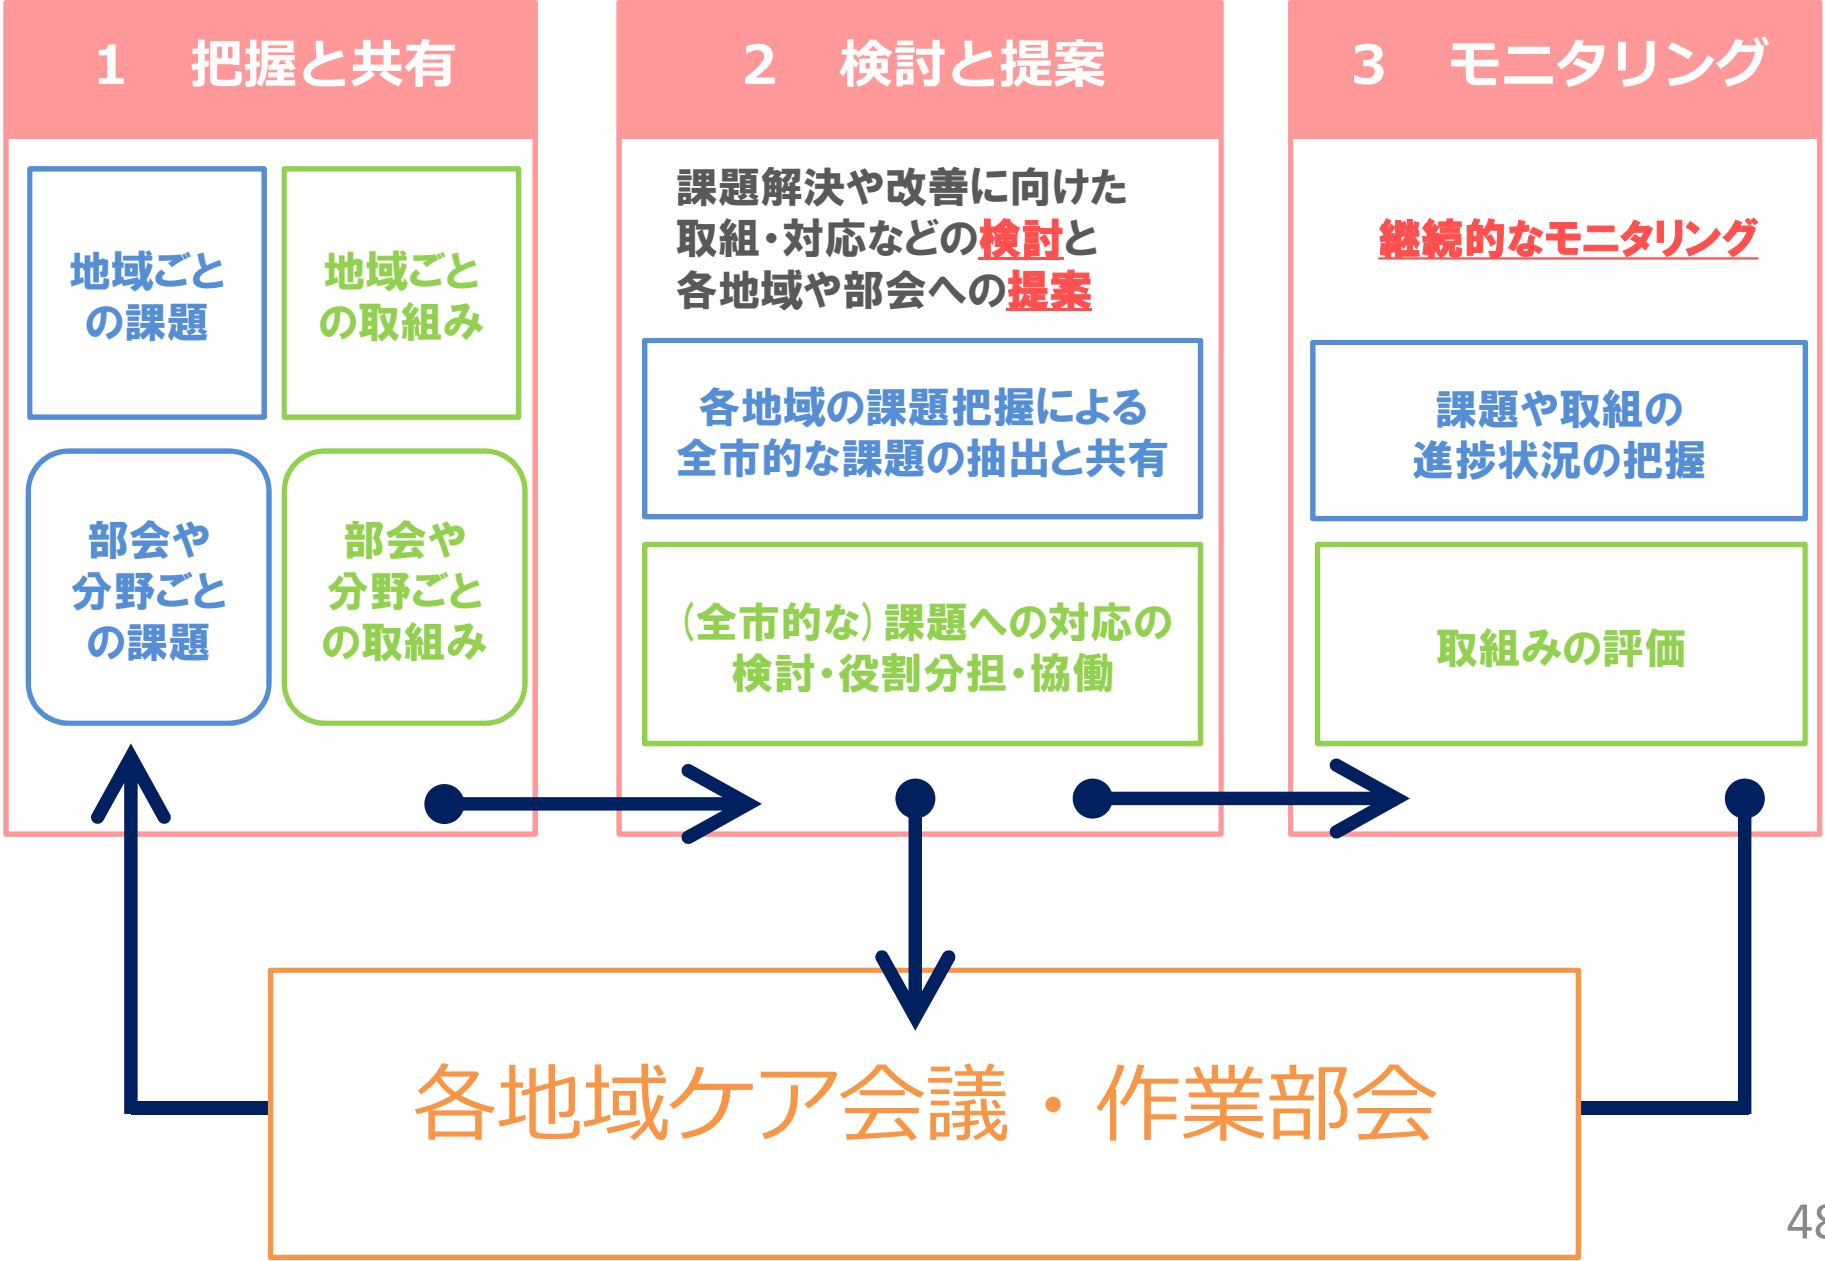 1　把握と共有
地域ごと
の課題
地域ごと
の取組み
部会や
分野ごと
の課題
部会や
分野ごと
の取組み
2　検討と提案
課題解決や改善に向けた
取組・対応などの検討と
各地域や部会への提案
各地域の課題把握による
全市的な課題の抽出と共有
(全市的な)課題への対応の
検討・役割分担・協働
3　モニタリング
継続的なモニタリング
課題や取組の
進捗状況の把握
取組みの評価
各地域ケア会議・作業部会
48